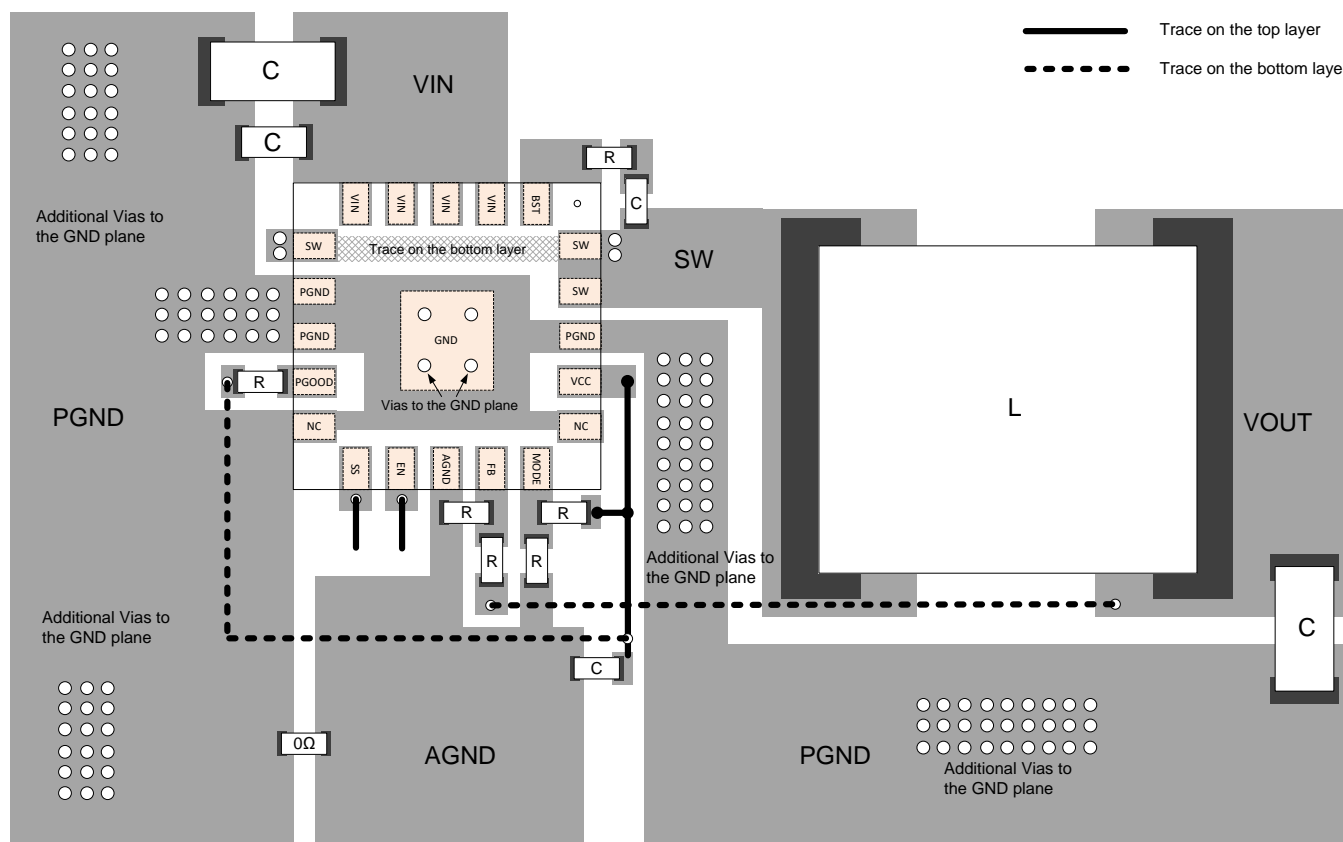 Trace on the top layer
Trace on the bottom laye
C
VIN
C
R
C
VIN
VIN
VIN
VIN
BST
Additional Vias to
the GND plane
SW
Trace on the bottom layer
SW
SW
PGND
SW
PGND
GND
PGND
PGOOD
R
VCC
Vias to the GND plane
PGND
L
VOUT
NC
NC
SS
EN
AGND
FB
MODE
R
R
R
R
Additional Vias to
the GND plane
Additional Vias to
the GND plane
C
C
0Ω
AGND
PGND
Additional Vias to
the GND plane